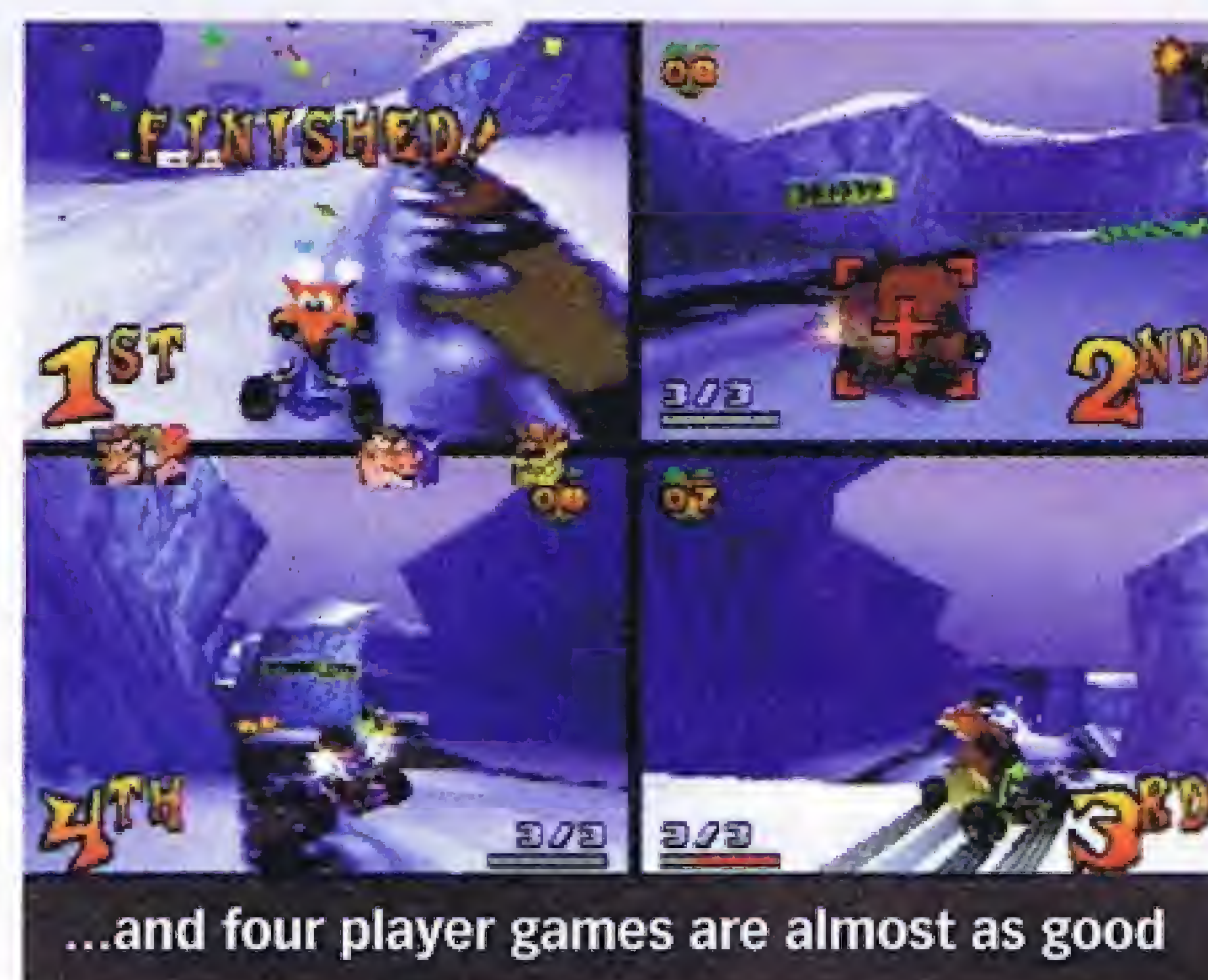 FINISHED!
1ST
2ND
3/3
4TH
3/3
07
3/3
3RD
...and four player games are almost as good